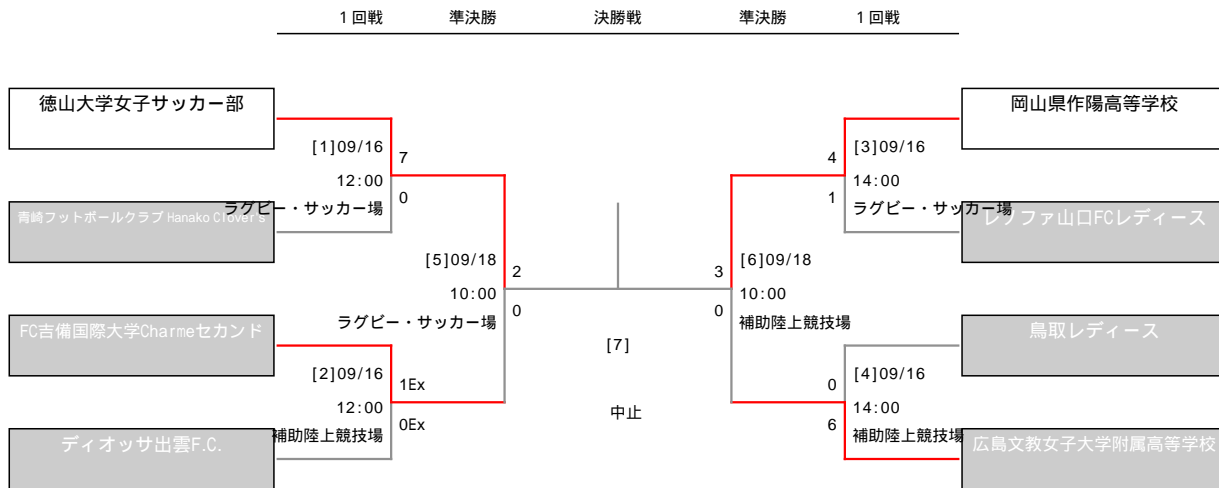 1回戦 準決勝 決勝戦 準決勝 1回戦
徳山大学女子サッカー部
岡山県作陽高等学校
[1]09/16
7
12:00
0
ラグビー・サッカー場
4
[3]09/16
14:00
1
ラグビー・サッカー場
青崎フットボールクラブ Hanako Clover's
レノファ山口FCレディース
[5]09/18
2
10:00
0
ラグビー・サッカー場
3
[6]09/18
10:00
0
補助陸上競技場
FC吉備国際大学Charmeセカンド
鳥取レディース
[7]
中止
[2]09/16
1Ex
12:00
0Ex
補助陸上競技場
0
[4]09/16
14:00
6
補助陸上競技場
ディオッサ出雲F.C.
広島文教女子大学附属高等学校